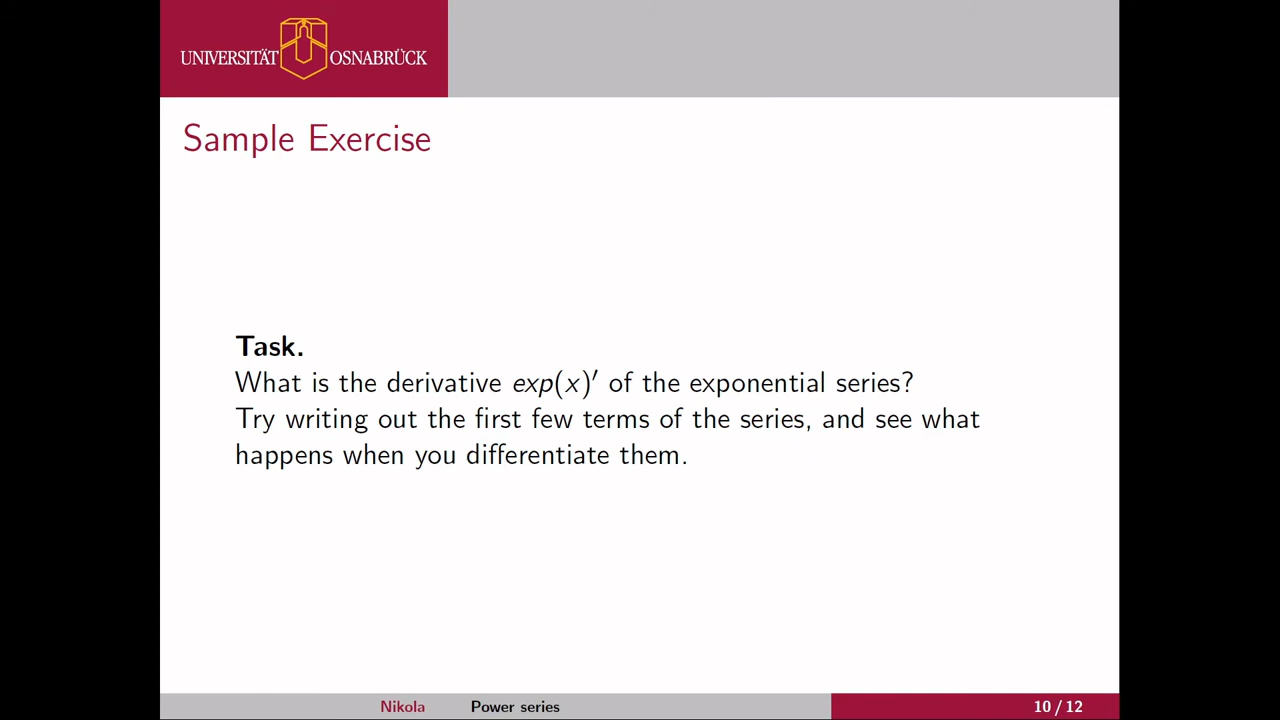 UNIVERSITÄT OSNABRÜCK
Sample Exercise
Task.
What is the derivative exp(x)′ of the exponential series?
Try writing out the first few terms of the series, and see what
happens when you differentiate them.
Nikola Power series 10 / 12